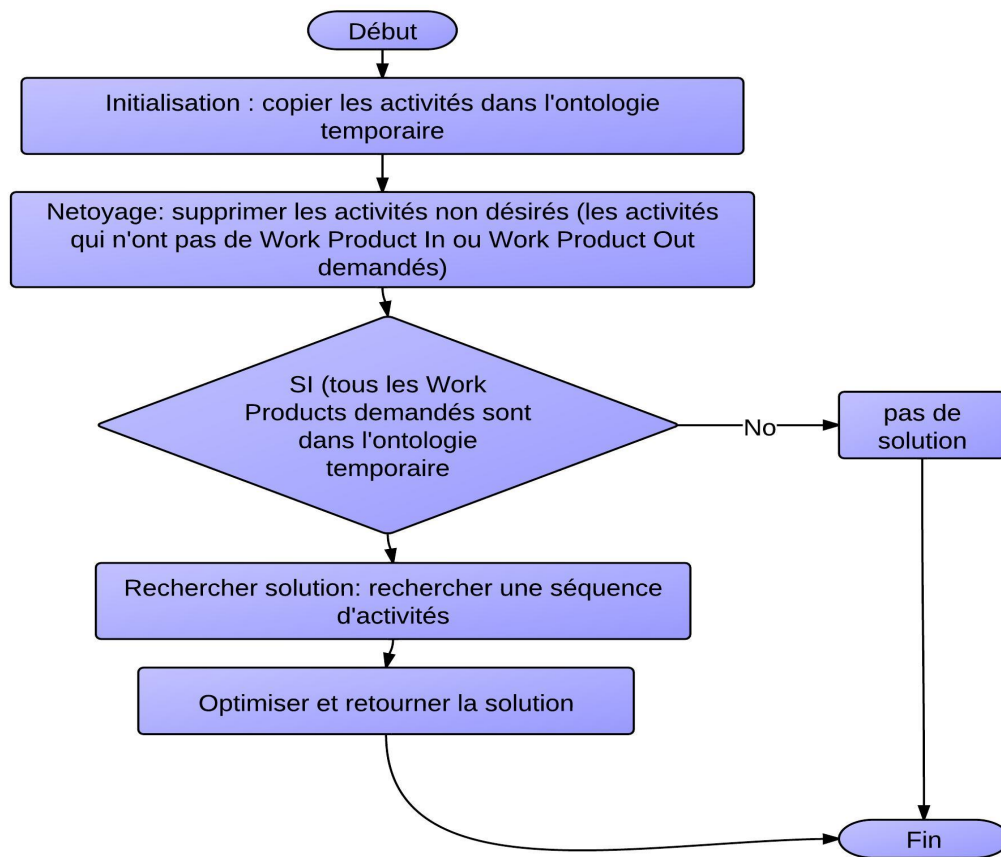 Début
Initialisation : copier les activités dans l'ontologie
temporaire
Netoyage: supprimer les activités non désirés (les activités
qui n'ont pas de Work Product In ou Work Product Out
demandés)
SI (tous les Work
Products demandés sont
dans l'ontologie
temporaire
No
pas de
solution
Rechercher solution: rechercher une séquence
d'activités
Optimiser et retourner la solution
Fin